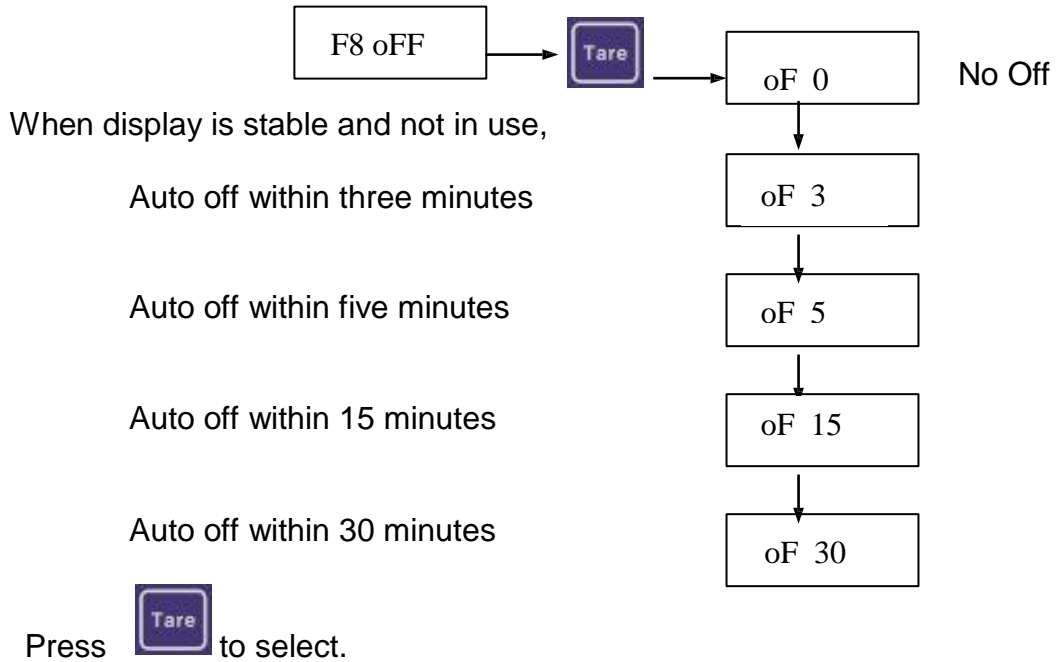 F8 oFF
Tare
oF 0
No Off
When display is stable and not in use,
Auto off within three minutes
oF 3
Auto off within five minutes
oF 5
Auto off within 15 minutes
oF 15
Auto off within 30 minutes
oF 30
Press Tare to select.